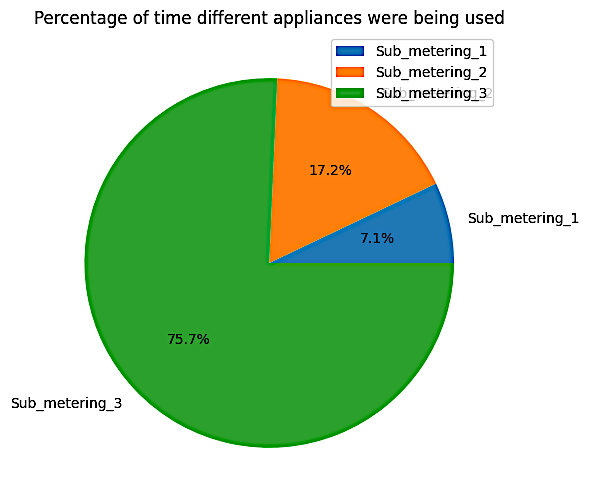 Percentage of time different appliances were being used
Sub_metering_1
Sub_metering_2
Sub_metering_3
17.2%
Sub_metering_1
7.1%
75.7%
Sub_metering_3